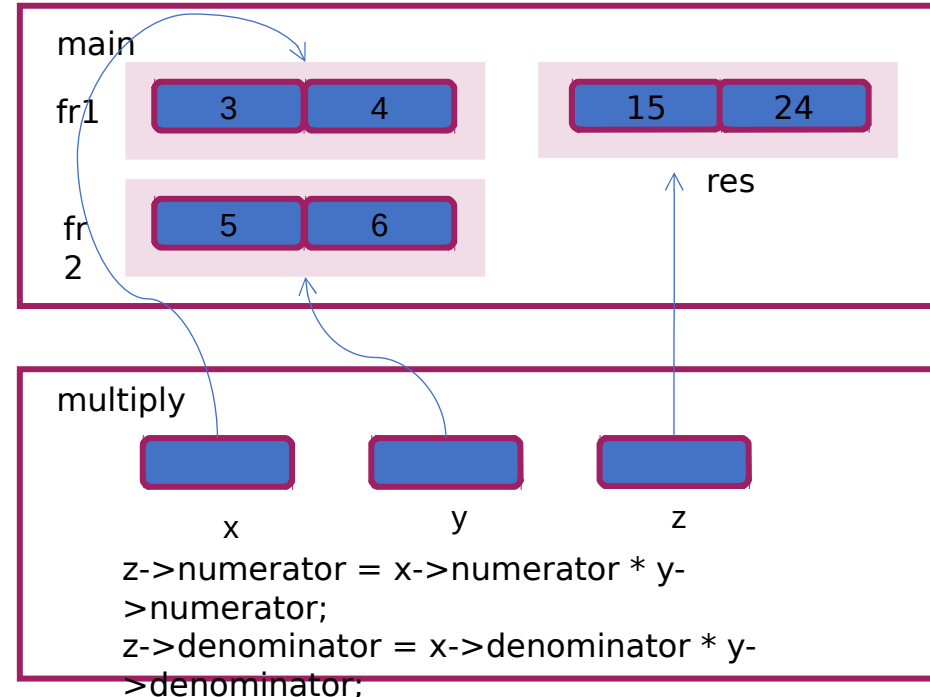 main
fr1
3 4
15 24
res
fr
2
5 6
multiply
x
y
z
z->numerator = x->numerator * y-
>numerator;
z->denominator = x->denominator * y-
>denominator;